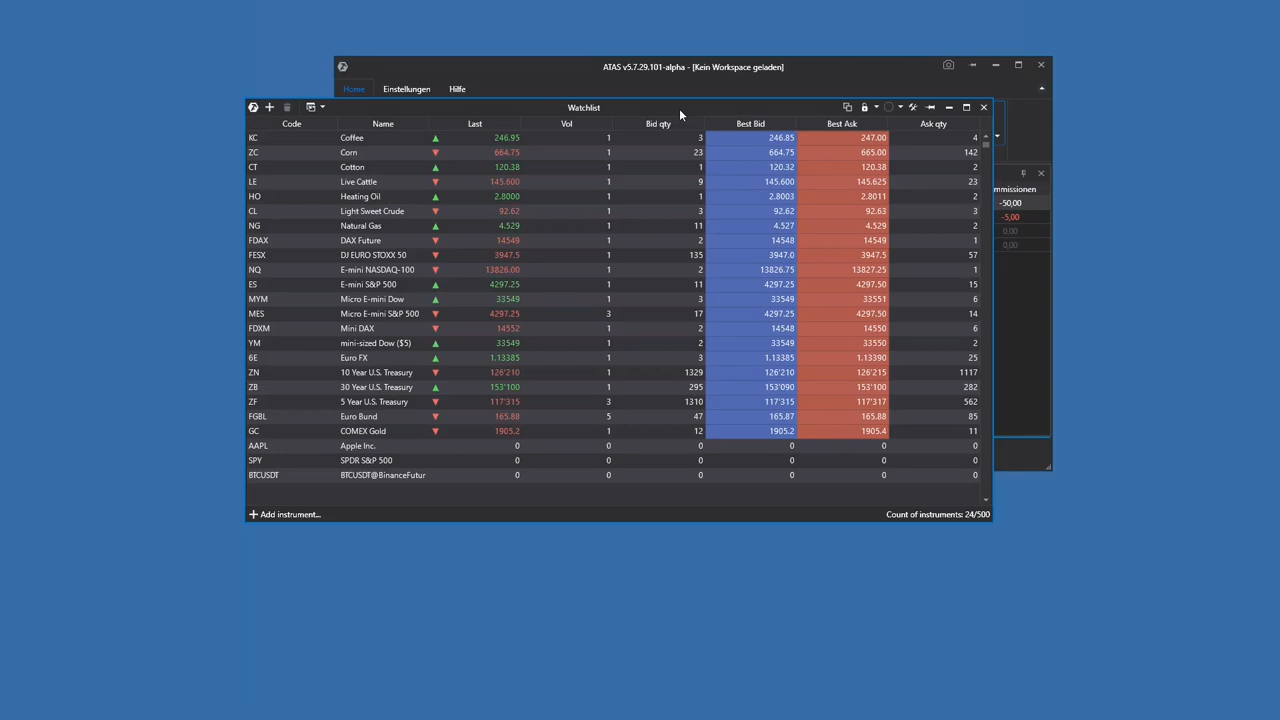 ATAS v5.7.29.101-alpha - [Kein Workspace geladen]
Home Einstellungen Hilfe
Watchlist
Code Name Last Vol Bid qty Best Bid Best Ask Ask qty
KC Coffee 246.95 1 3 246.85 247.00 4
ZC Corn 664.75 1 23 664.75 665.00 142
CT Cotton 120.38 1 1 120.32 120.38 2
LE Live Cattle 145.600 1 9 145.600 145.625 23
HO Heating Oil 2.8000 1 1 2.8003 2.8011 2
CL Light Sweet Crude 92.62 1 3 92.62 92.63 3
NG Natural Gas 4.529 1 11 4.527 4.529 2
FDAX DAX Future 14549 1 2 14548 14549 1
FESX DJ EURO STOXX 50 3947.5 1 135 3947.0 3947.5 57
NQ E-mini NASDAQ-100 13826.00 1 2 13826.75 13827.25 1
ES E-mini S&P 500 4297.25 1 11 4297.25 4297.50 15
MYM Micro E-mini Dow 33549 1 3 33549 33551 6
MES Micro E-mini S&P 500 4297.25 3 17 4297.25 4297.50 14
FDXM Mini DAX 14552 1 2 14548 14550 6
YM mini-sized Dow ($5) 33549 1 2 33549 33550 2
6E Euro FX 1.13385 1 3 1.13385 1.13390 25
ZN 10 Year U.S. Treasury 126'210 1 1329 126'210 126'215 1117
ZB 30 Year U.S. Treasury 153'100 1 295 153'090 153'100 282
ZF 5 Year U.S. Treasury 117'315 3 1310 117'315 117'317 562
FGBL Euro Bund 165.88 5 47 165.87 165.88 85
GC COMEX Gold 1905.2 1 12 1905.2 1905.4 11
AAPL Apple Inc. 0 0 0 0 0 0
SPY SPDR S&P 500 0 0 0 0 0 0
BTCUSDT BTCUSDT@BinanceFutur 0 0 0 0 0 0
Add instrument... Count of instruments: 24/500
mmissionen
-50,00
-5,00
0,00
0,00